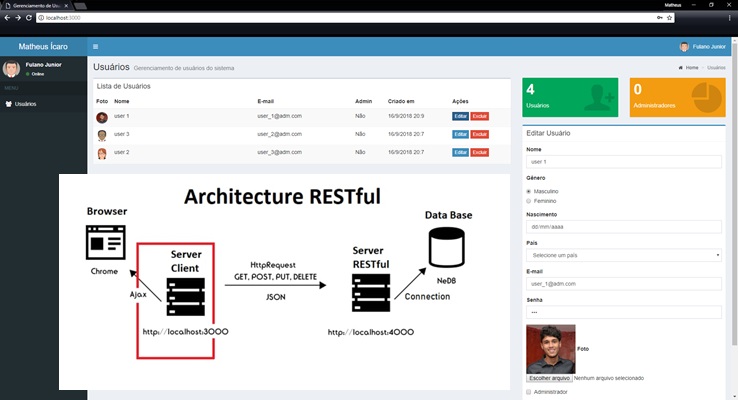 Gerenciamento de Usu
Matheus
localhost:3000
Matheus Ícaro
Fulano Junior
Fulano Junior
Online
MENU
Usuários
Usuários Gerenciamento de usuários do sistema
Home > Usuários
Lista de Usuários
Foto Nome E-mail Admin Criado em Ações
user 1 user_1@adm.com Não 16/9/2018 20:9 Editar Excluir
user 3 user_2@adm.com Não 16/9/2018 20:7 Editar Excluir
user 2 user_3@adm.com Não 16/9/2018 20:7 Editar Excluir
4
Usuários
0
Administradores
Editar Usuário
Nome
user 1
Gênero
Masculino
Feminino
Nascimento
dd/mm/aaaa
País
Selecione um país
E-mail
user_1@adm.com
Senha
•••
Foto
Escolher arquivo Nenhum arquivo selecionado
Administrador
Architecture RESTful
Browser
Chrome
Ajax
Server
Client
http://localhost:3000
HttpRequest
GET, POST, PUT, DELETE
JSON
Server
RESTful
http://localhost:4000
Data Base
NeDB
Connection